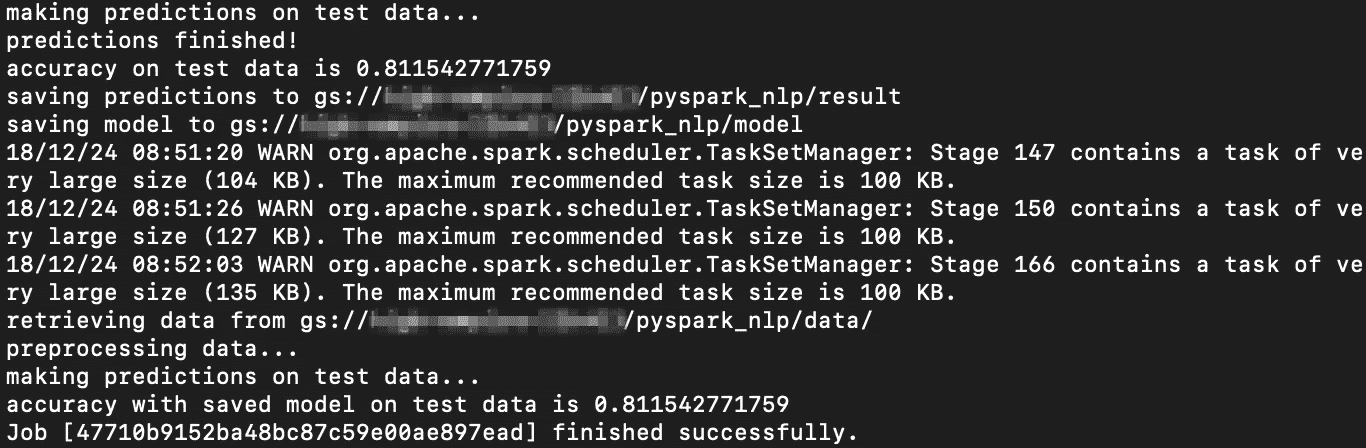 making predictions on test data...
predictions finished!
accuracy on test data is 0.811542771759
saving predictions to gs:// /pyspark_nlp/result
saving model to gs:// /pyspark_nlp/model
18/12/24 08:51:20 WARN org.apache.spark.scheduler.TaskSetManager: Stage 147 contains a task of ve
ry large size (104 KB). The maximum recommended task size is 100 KB.
18/12/24 08:51:26 WARN org.apache.spark.scheduler.TaskSetManager: Stage 150 contains a task of ve
ry large size (127 KB). The maximum recommended task size is 100 KB.
18/12/24 08:52:03 WARN org.apache.spark.scheduler.TaskSetManager: Stage 166 contains a task of ve
ry large size (135 KB). The maximum recommended task size is 100 KB.
retrieving data from gs:// /pyspark_nlp/data/
preprocessing data...
making predictions on test data...
accuracy with saved model on test data is 0.811542771759
Job [47710b9152ba48bc87c59e00ae897ead] finished successfully.